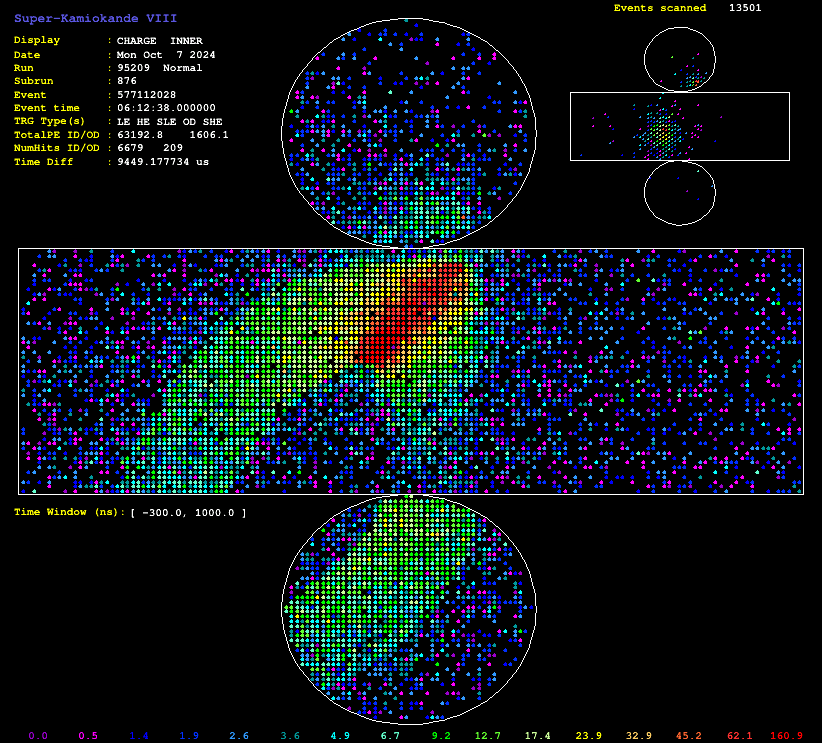 Super-Kamiokande VIII
Events scanned 13501
Display : CHARGE INNER
Date : Mon Oct 7 2024
Run : 95209 Normal
Subrun : 876
Event : 577112028
Event time : 06:12:38.000000
TRG Type(s) : LE HE SLE OD SHE
TotalPE ID/OD : 63192.8 1606.1
NumHits ID/OD : 6679 209
Time Diff : 9449.177734 us
Time Window (ns): [ -300.0, 1000.0 ]
0.0 0.5 1.4 1.9 2.6 3.6 4.9 6.7 9.2 12.7 17.4 23.9 32.9 45.2 62.1 160.9